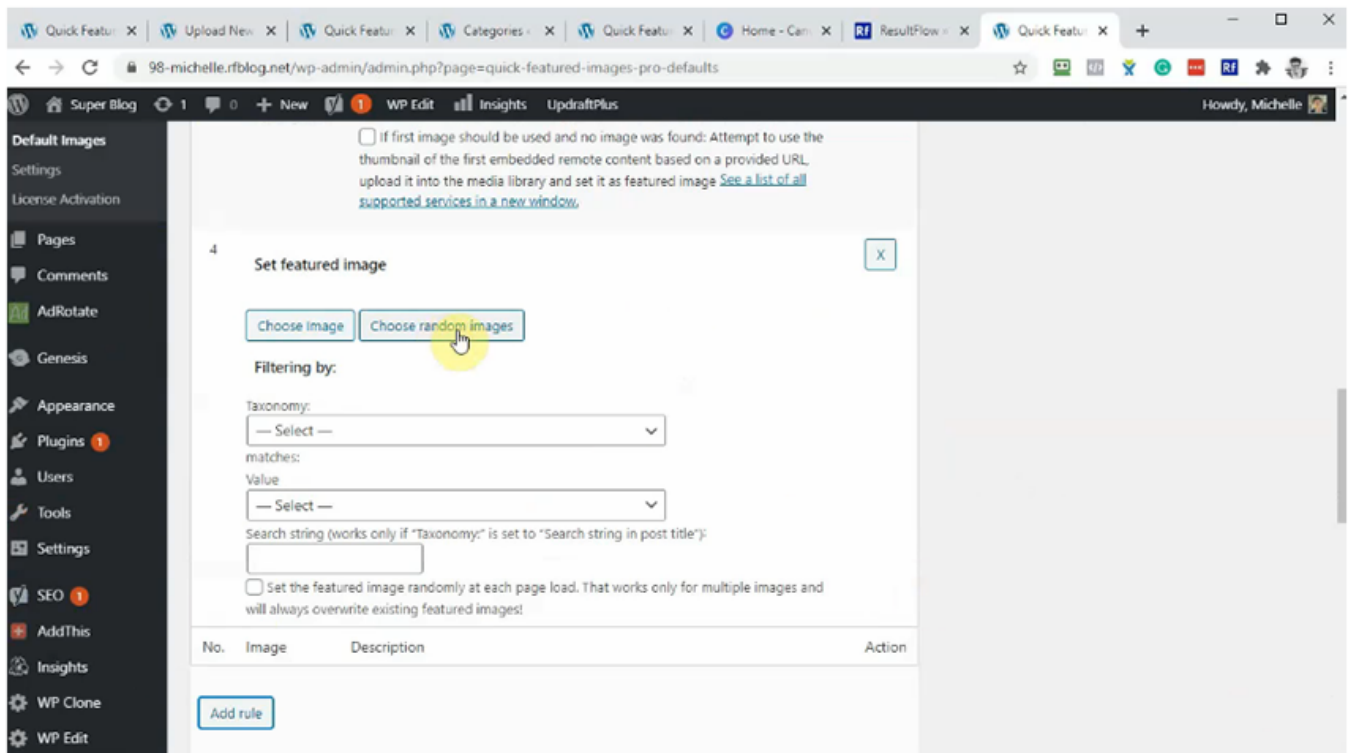 Quick Featu
Upload New
Quick Featur
Categories
Quick Featu
Home - Can
ResultFlow
Quick Featu
98-michelle.rfblog.net/wp-admin/admin.php?page=quick-featured-images-pro-defaults
Super Blog 1 0 + New 1 WP Edit Insights UpdraftPlus Howdy, Michelle
Default Images
Settings
License Activation
Pages
Comments
AdRotate
Genesis
Appearance
Plugins 1
Users
Tools
Settings
SEO 1
AddThis
Insights
WP Clone
WP Edit
If first image should be used and no image was found: Attempt to use the
thumbnail of the first embedded remote content based on a provided URL,
upload it into the media library and set it as featured image See a list of all
supported services in a new window.
4
Set featured image
X
Choose Image
Choose random images
Filtering by:
Taxonomy:
— Select —
matches:
Value
— Select —
Search string (works only if "Taxonomy:" is set to "Search string in post title"):
Set the featured image randomly at each page load. That works only for multiple images and
will always overwrite existing featured images!
No. Image Description Action
Add rule